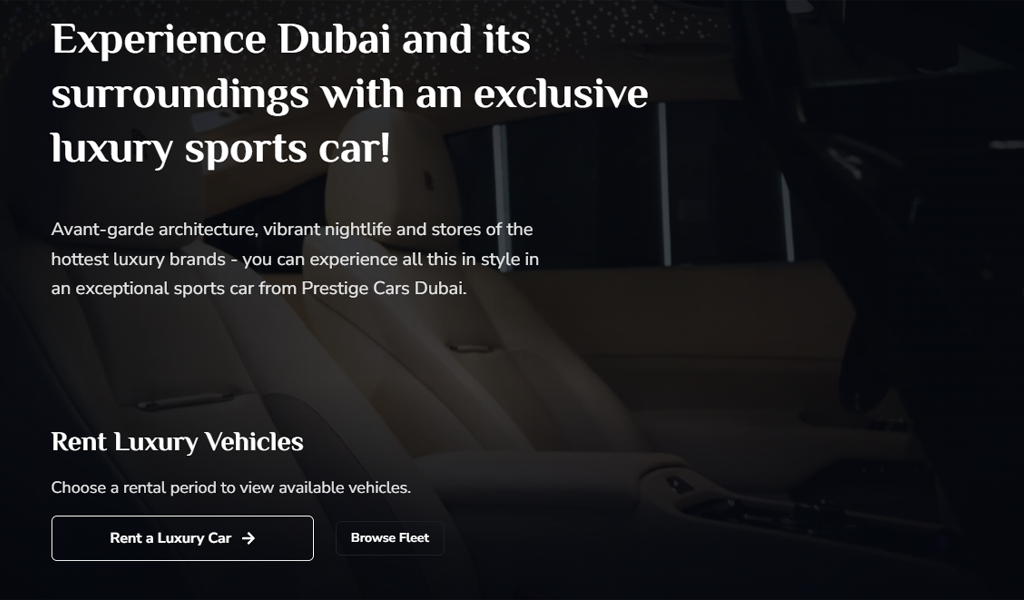 Experience Dubai and its
surroundings with an exclusive
luxury sports car!
Avant-garde architecture, vibrant nightlife and stores of the
hottest luxury brands - you can experience all this in style in
an exceptional sports car from Prestige Cars Dubai.
Rent Luxury Vehicles
Choose a rental period to view available vehicles.
Rent a Luxury Car →
Browse Fleet